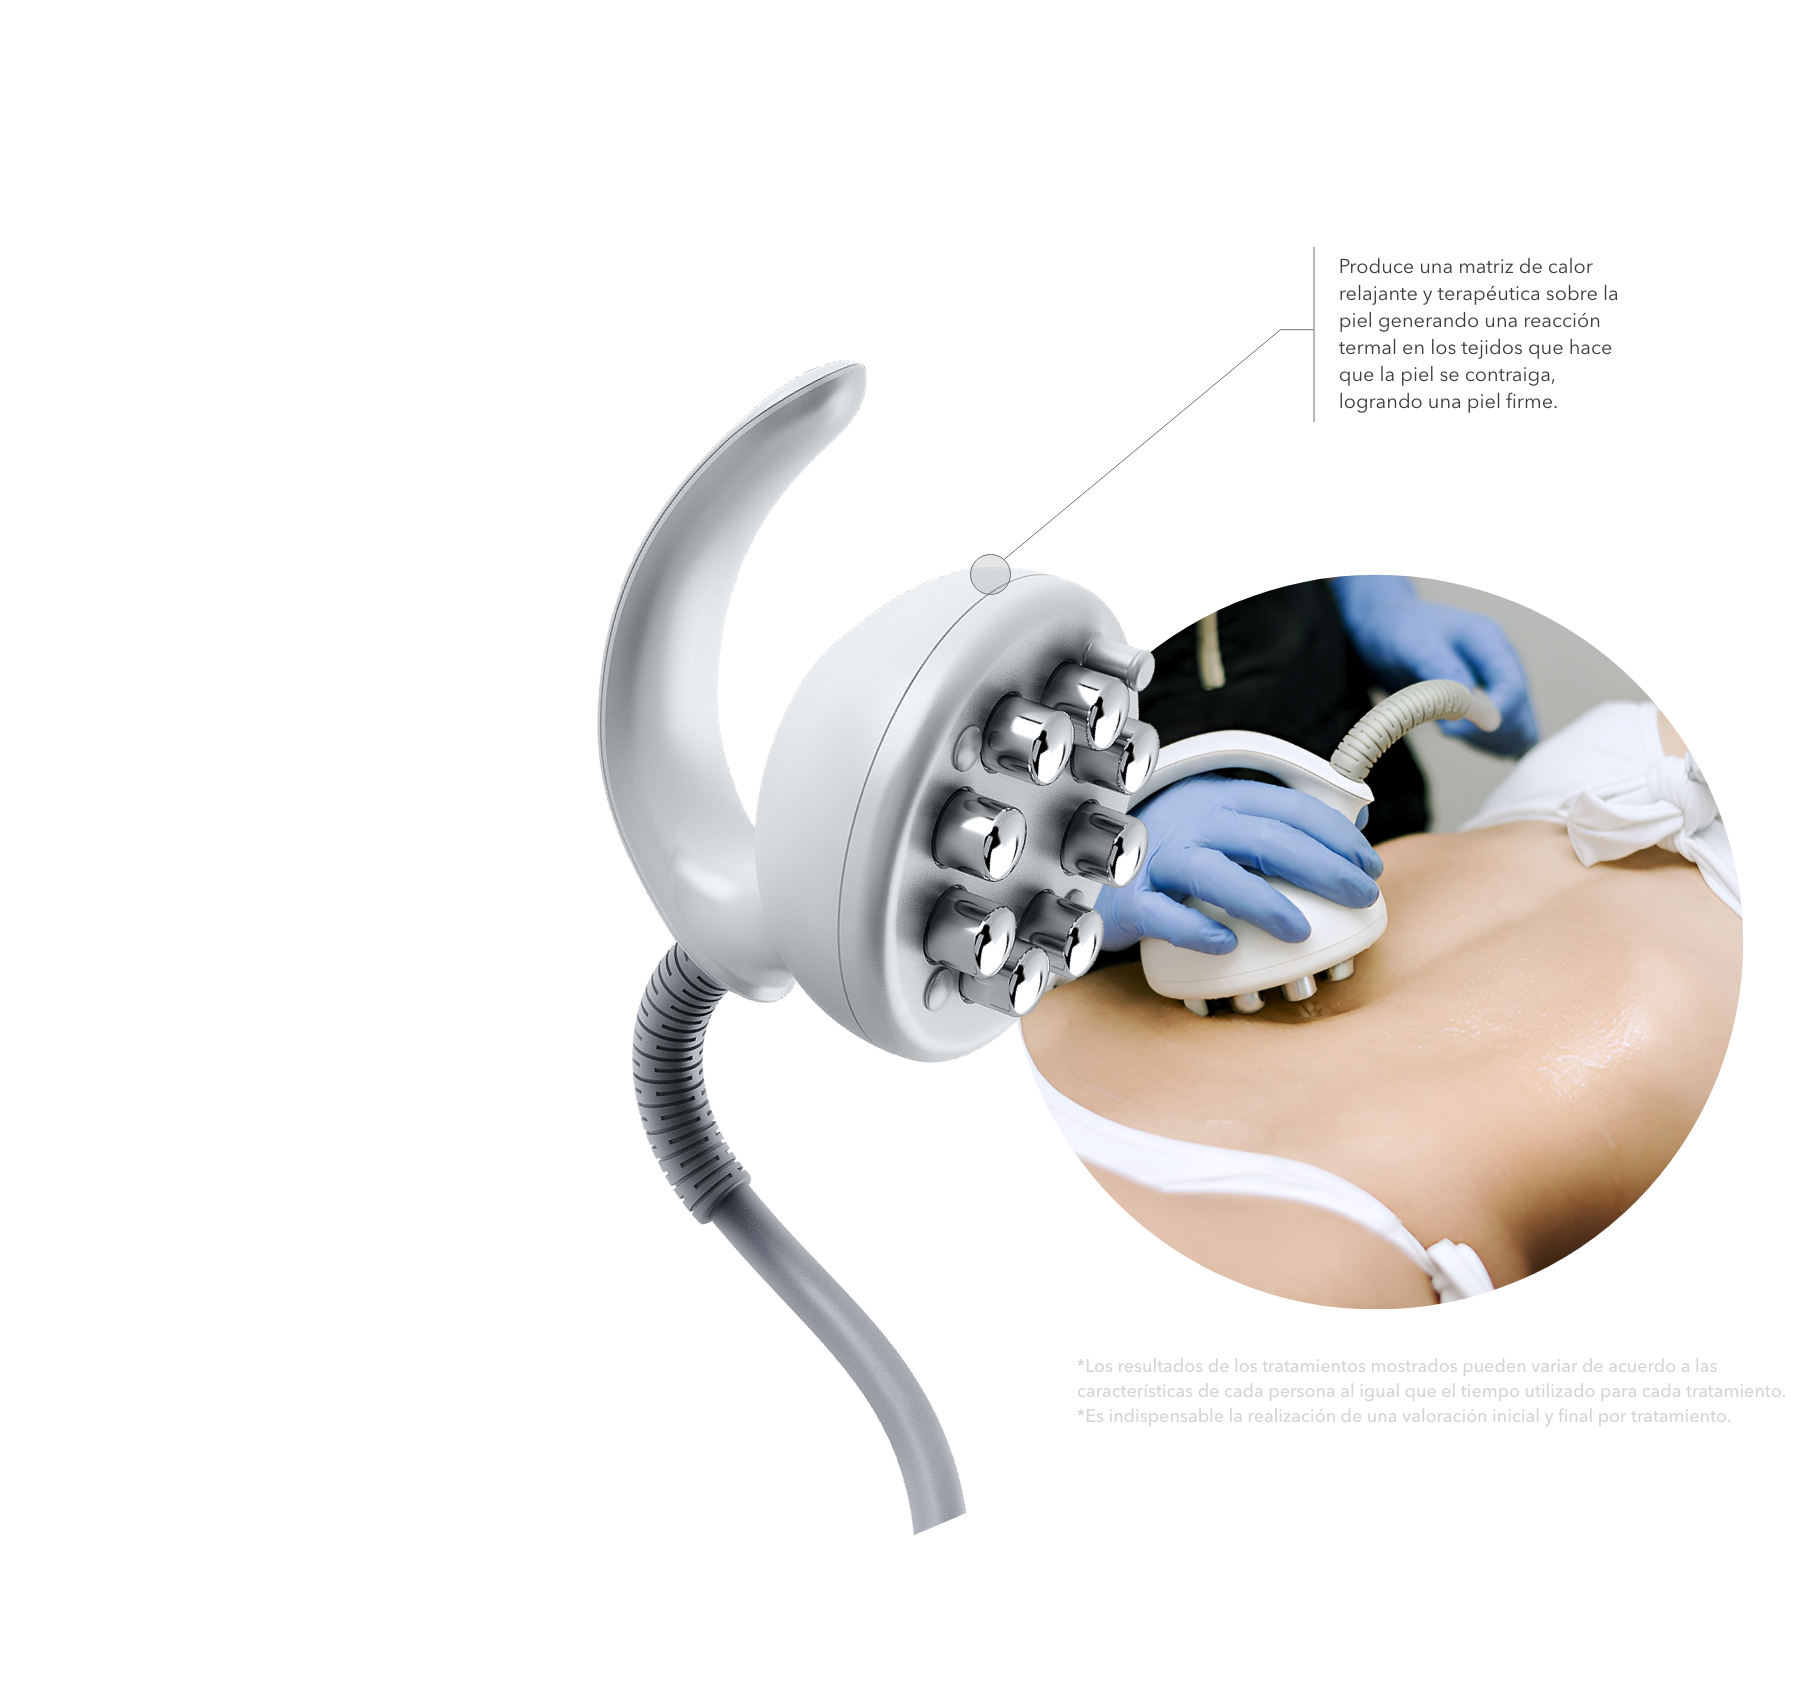 Produce una matriz de calor
relajante y terapéutica sobre la
piel generando una reacción
termal en los tejidos que hace
que la piel se contraiga,
logrando una piel firme.
*Los resultados de los tratamientos mostrados pueden variar de acuerdo a las
características de cada persona al igual que el tiempo utilizado para cada tratamiento.
*Es indispensable la realización de una valoración inicial y final por tratamiento.